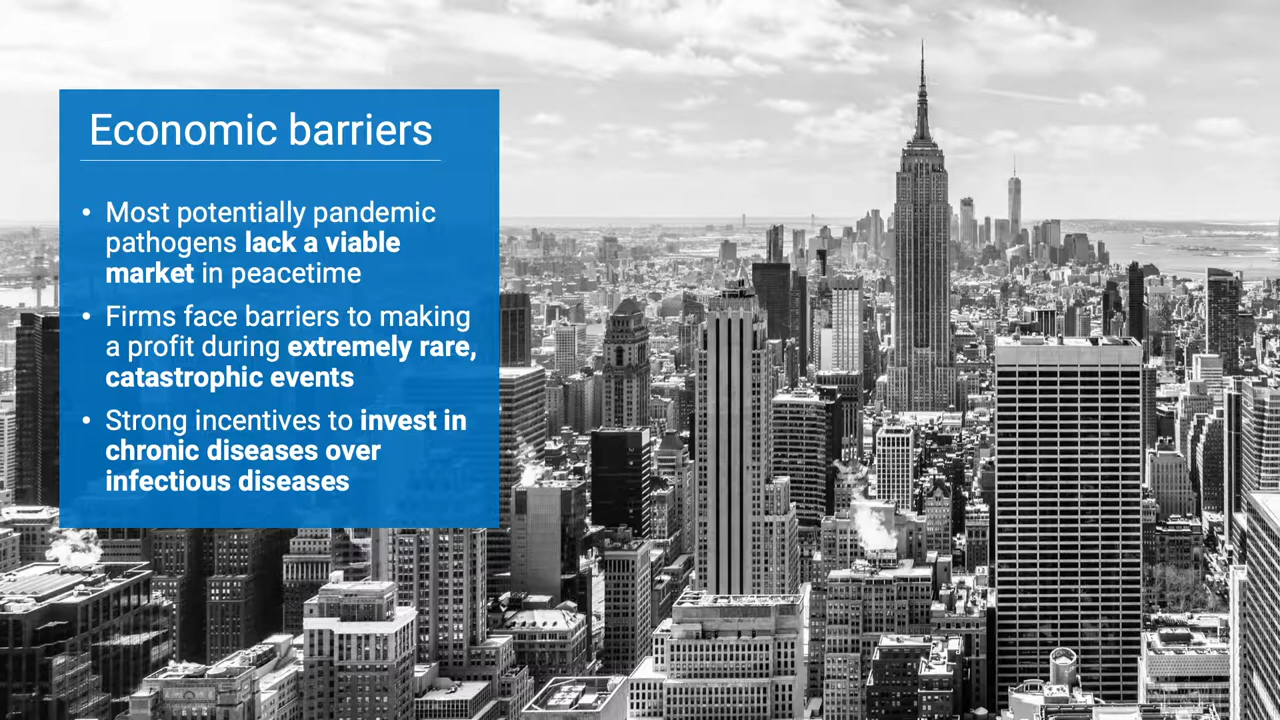 Economic barriers
• Most potentially pandemic
pathogens lack a viable
market in peacetime
• Firms face barriers to making
a profit during extremely rare,
catastrophic events
• Strong incentives to invest in
chronic diseases over
infectious diseases